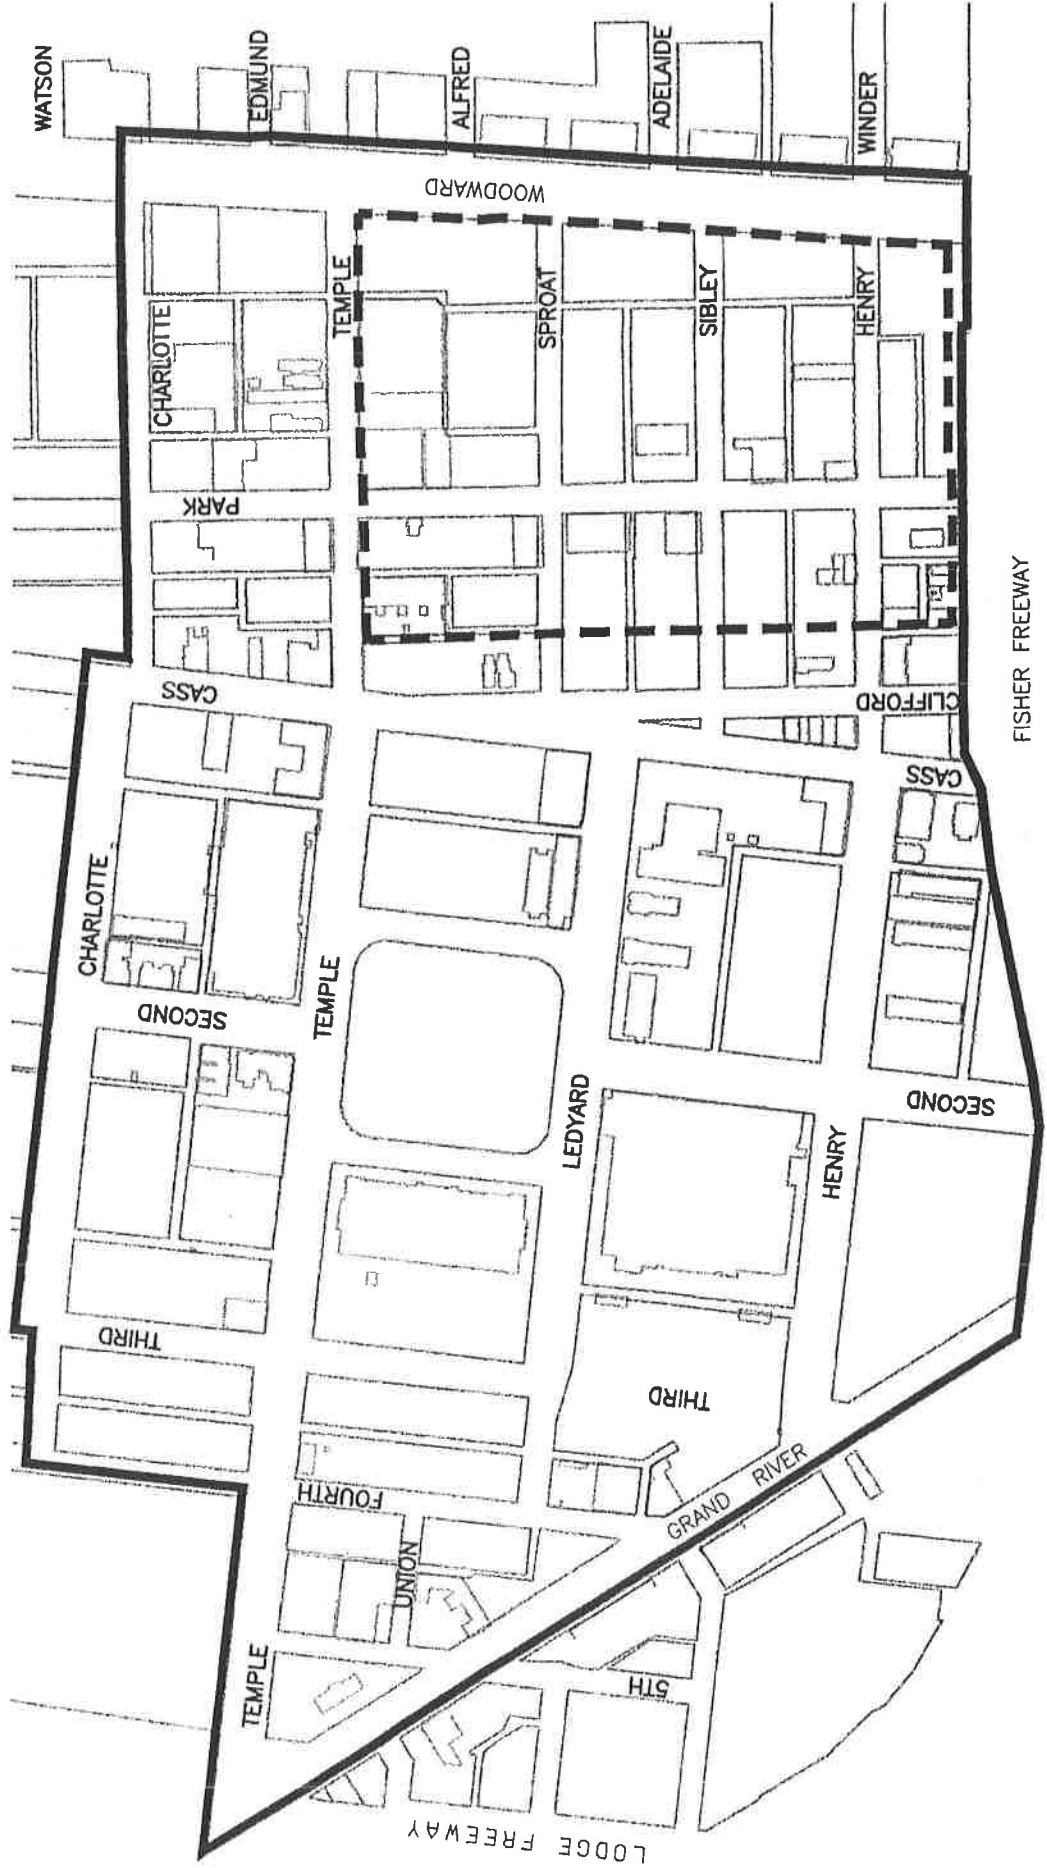 WATSON
EDMUND
ALFRED
ADELAIDE
WINDER
WOODWARD
TEMPLE
SPROAT
SIBLEY
HENRY
CHARLOTTE
PARK
CASS
CLIFFORD
CASS
FISHER FREEWAY
CHARLOTTE
SECOND
TEMPLE
LEDYARD
HENRY
SECOND
THIRD
THIRD
GRAND RIVER
FOURTH
UNION
TEMPLE
5TH
LODGE FREEWAY